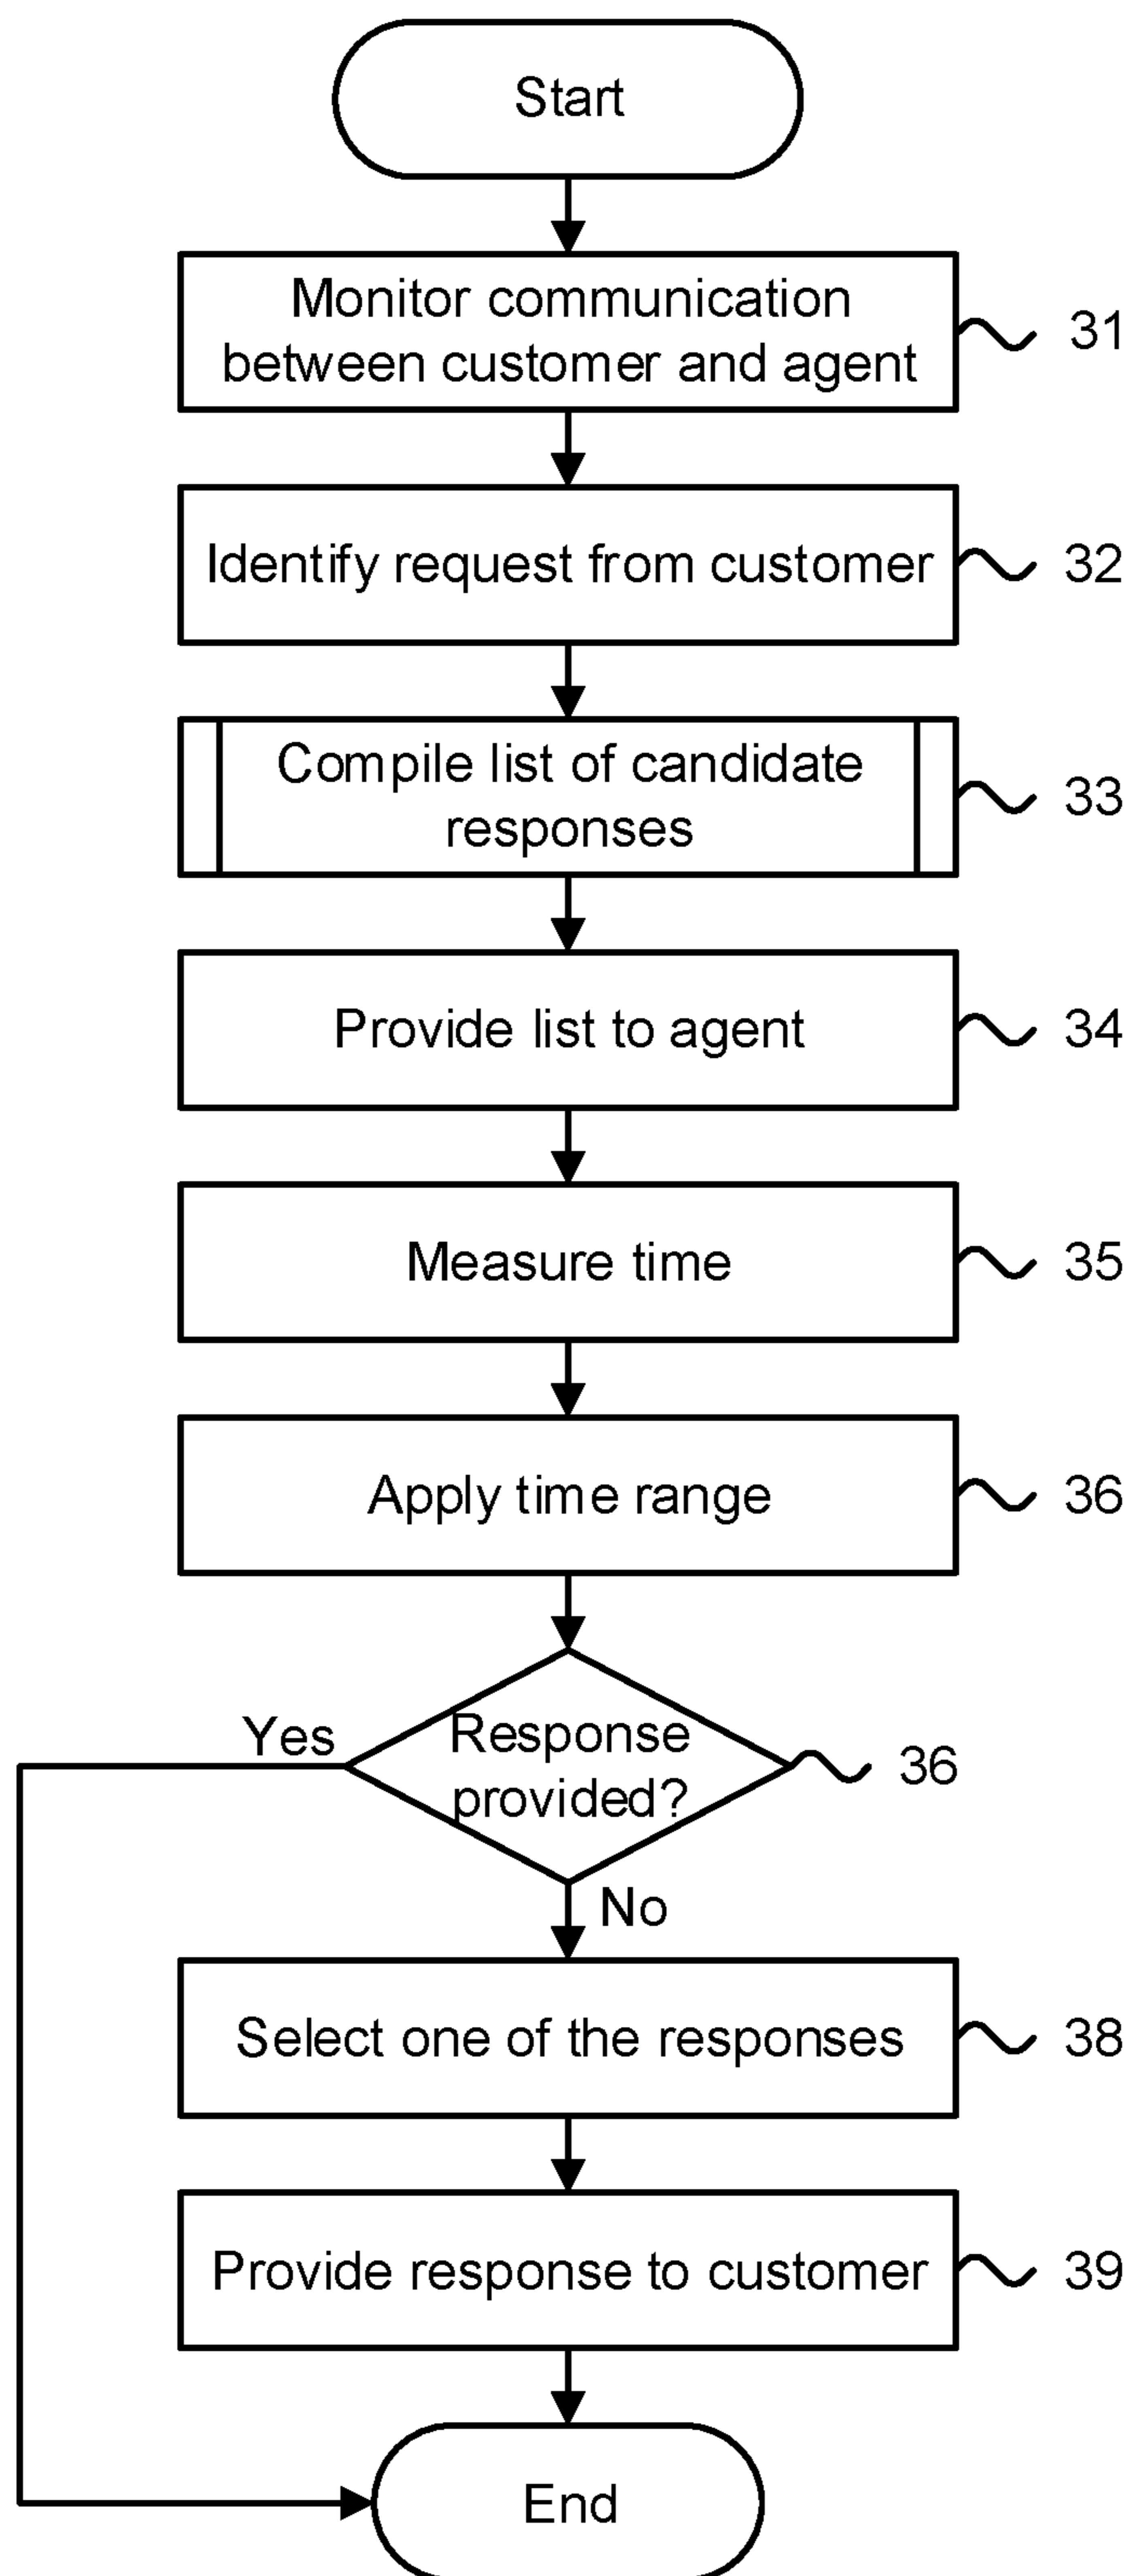 Start
Monitor communication
between customer and agent
31
Identify request from customer
32
Compile list of candidate
responses
33
Provide list to agent
34
Measure time
35
Apply time range
36
Yes
Response
provided?
36
No
Select one of the responses
38
Provide response to customer
39
End